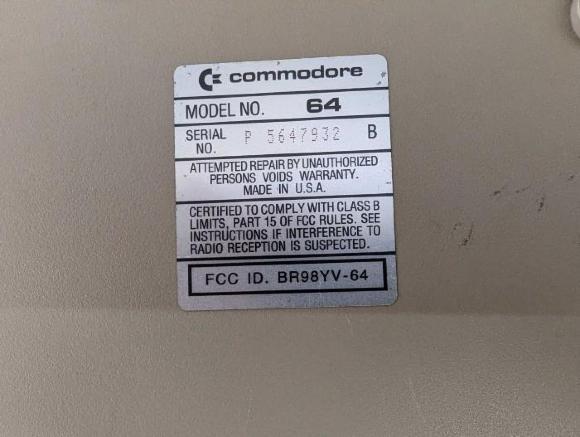 commodore
MODEL NO. 64
SERIAL NO. P 5647932 B
ATTEMPTED REPAIR BY UNAUTHORIZED
PERSONS VOIDS WARRANTY.
MADE IN U.S.A.
CERTIFIED TO COMPLY WITH CLASS B
LIMITS, PART 15 OF FCC RULES. SEE
INSTRUCTIONS IF INTERFERENCE TO
RADIO RECEPTION IS SUSPECTED.
FCC ID. BR98YV-64